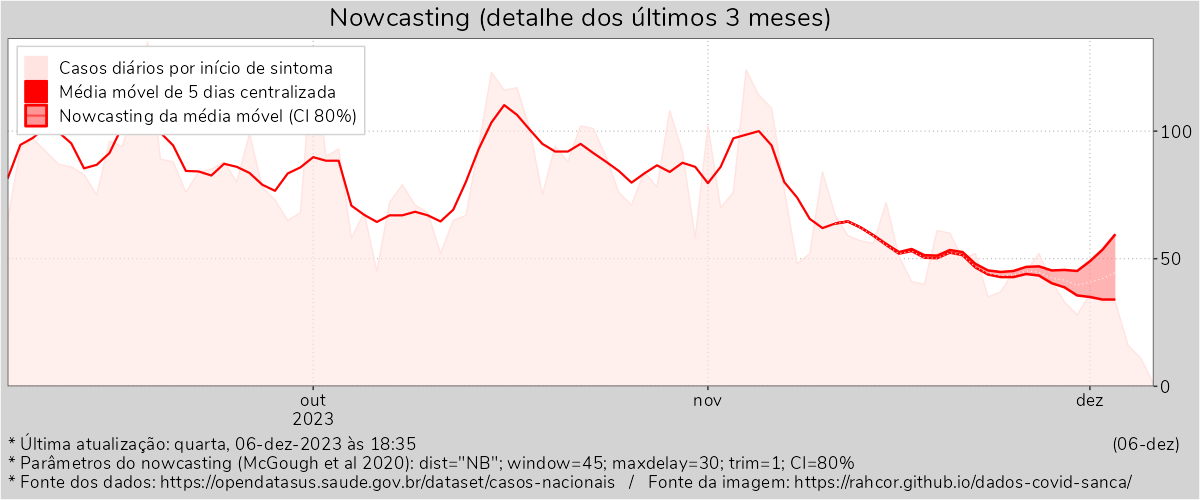 Nowcasting (detalhe dos últimos 3 meses)
Casos diários por início de sintoma
Média móvel de 5 dias centralizada
Nowcasting da média móvel (CI 80%)
100
50
0
out
2023
nov
dez
* Última atualização: quarta, 06-dez-2023 às 18:35
(06-dez)
* Parâmetros do nowcasting (McGough et al 2020): dist="NB"; window=45; maxdelay=30; trim=1; CI=80%
* Fonte dos dados: https://opendatasus.saude.gov.br/dataset/casos-nacionais / Fonte da imagem: https://rahcor.github.io/dados-covid-sanca/